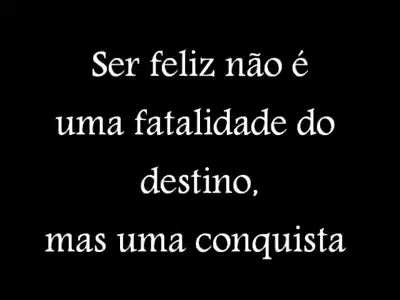 Ser feliz não é
uma fatalidade do
destino,
mas uma conquista